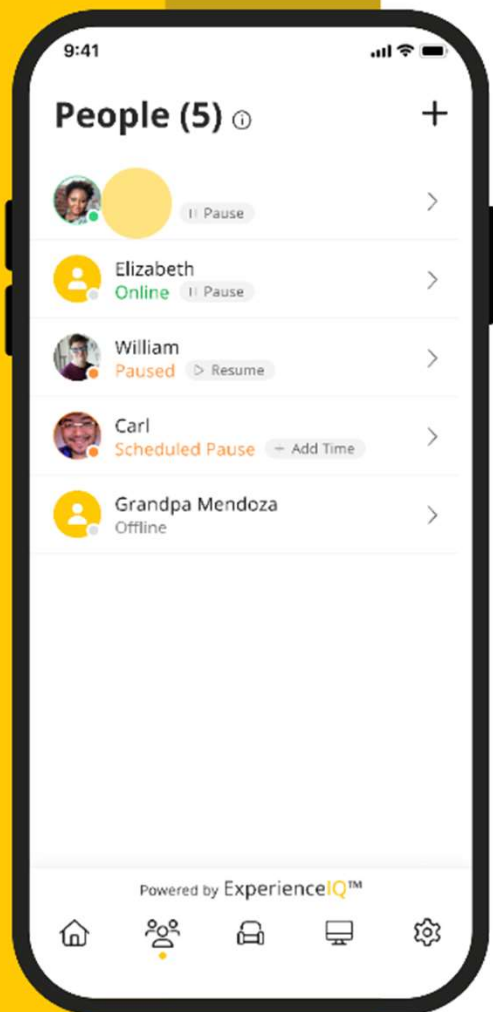 9:41
People (5)
Pause
Elizabeth
Online Pause
William
Paused Resume
Carl
Scheduled Pause + Add Time
Grandpa Mendoza
Offline
Powered by ExperienceIQ™